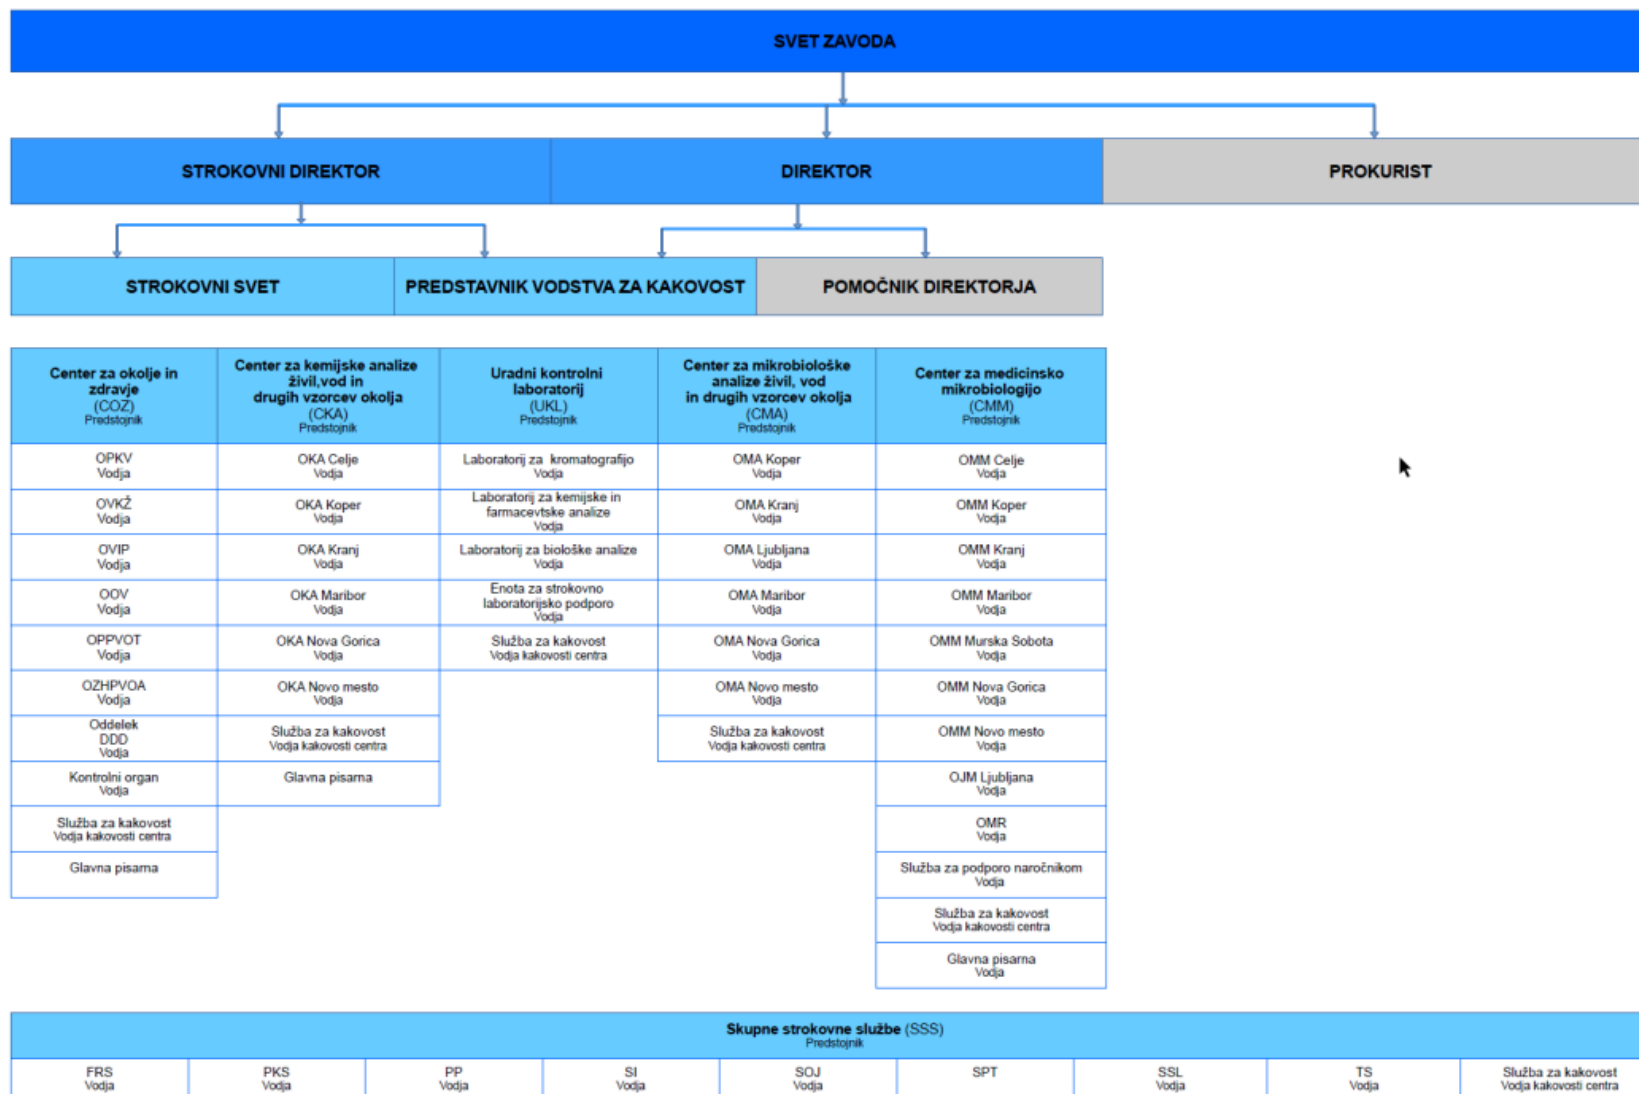 SVET ZAVODA
STROKOVNI DIREKTOR
DIREKTOR
PROKURIST
STROKOVNI SVET
PREDSTAVNIK VODSTVA ZA KAKOVOST
POMOČNIK DIREKTORJA
Center za okolje in
zdravje
(COZ)
Predstojnik
OPKV
Vodja
OVKŽ
Vodja
OVIP
Vodja
OOV
Vodja
OPPVOT
Vodja
OZHPVOA
Vodja
Oddelek
DDD
Vodja
Kontrolni organ
Vodja
Služba za kakovost
Vodja kakovosti centra
Glavna pisarna
Center za kemijske analize
živil,vod in
drugih vzorcev okolja
(CKA)
Predstojnik
OKA Celje
Vodja
OKA Koper
Vodja
OKA Kranj
Vodja
OKA Maribor
Vodja
OKA Nova Gorica
Vodja
OKA Novo mesto
Vodja
Služba za kakovost
Vodja kakovosti centra
Glavna pisarna
Uradni kontrolni
laboratorij
(UKL)
Predstojnik
Laboratorij za kromatografijo
Vodja
Laboratorij za kemijske in
farmacevtske analize
Vodja
Laboratorij za biološke analize
Vodja
Enota za strokovno
laboratorijsko podporo
Vodja
Služba za kakovost
Vodja kakovosti centra
Center za mikrobiološke
analize živil, vod
in drugih vzorcev okolja
(CMA)
Predstojnik
OMA Koper
Vodja
OMA Kranj
Vodja
OMA Ljubljana
Vodja
OMA Maribor
Vodja
OMA Nova Gorica
Vodja
OMA Novo mesto
Vodja
Služba za kakovost
Vodja kakovosti centra
Center za medicinsko
mikrobiologijo
(CMM)
Predstojnik
OMM Celje
Vodja
OMM Koper
Vodja
OMM Kranj
Vodja
OMM Maribor
Vodja
OMM Murska Sobota
Vodja
OMM Nova Gorica
Vodja
OMM Novo mesto
Vodja
OJM Ljubljana
Vodja
OMR
Vodja
Služba za podporo naročnikom
Vodja
Služba za kakovost
Vodja kakovosti centra
Glavna pisarna
Vodja
Skupne strokovne službe (SSS)
Predstojnik
FRS
Vodja
PKS
Vodja
PP
Vodja
SI
Vodja
SOJ
Vodja
SPT
SSL
Vodja
TS
Vodja
Služba za kakovost
Vodja kakovosti centra